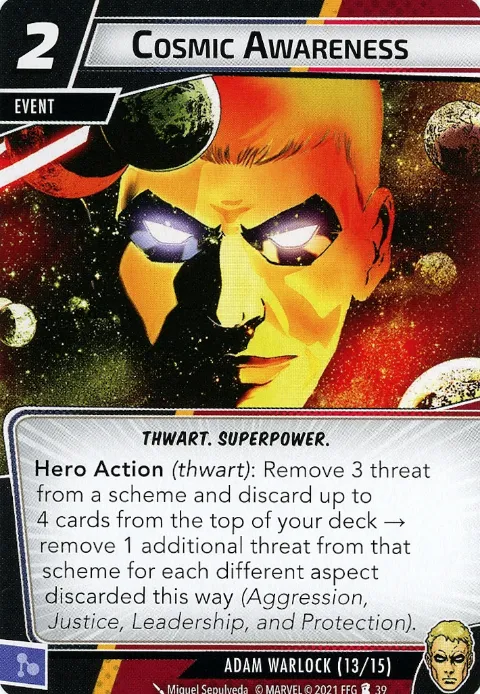 2
COSMIC AWARENESS
EVENT
THWART. SUPERPOWER.
Hero Action (thwart): Remove 3 threat
from a scheme and discard up to
4 cards from the top of your deck →
remove 1 additional threat from that
scheme for each different aspect
discarded this way (Aggression,
Justice, Leadership, and Protection).
ADAM WARLOCK (13/15)
Miguel Sepulveda © MARVEL © 2021 FFG 39